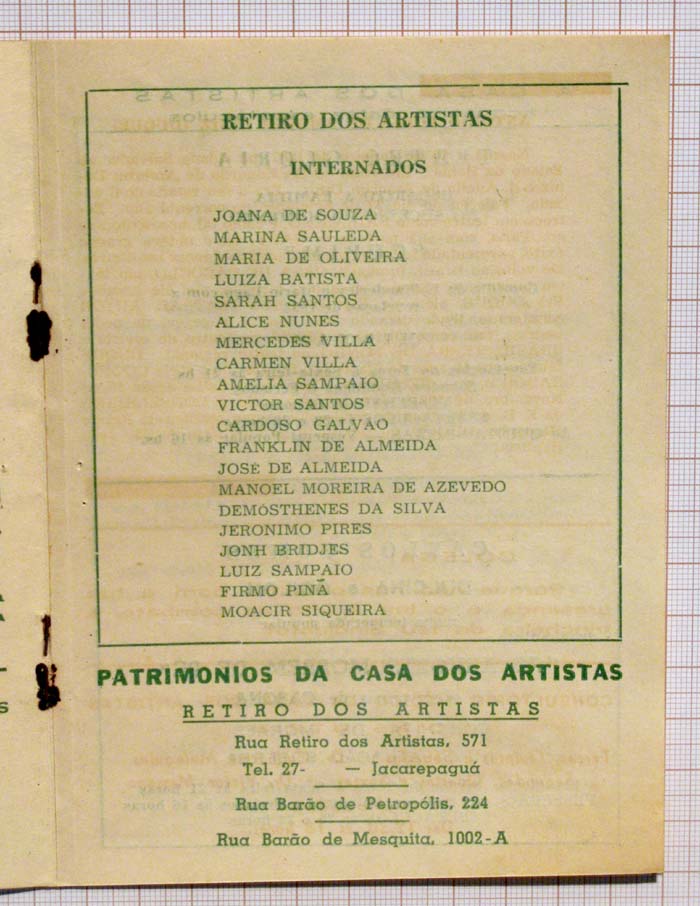 RETIRO DOS ARTISTAS
INTERNADOS
JOANA DE SOUZA
MARINA SAULEDA
MARIA DE OLIVEIRA
LUIZA BATISTA
SARAH SANTOS
ALICE NUNES
MERCEDES VILLA
CARMEN VILLA
AMELIA SAMPAIO
VICTOR SANTOS
CARDOSO GALVÃO
FRANKLIN DE ALMEIDA
JOSÉ DE ALMEIDA
MANOEL MOREIRA DE AZEVEDO
DEMÓSTHENES DA SILVA
JERONIMO PIRES
JONH BRIDJES
LUIZ SAMPAIO
FIRMO PINÃ
MOACIR SIQUEIRA
PATRIMONIOS DA CASA DOS ARTISTAS
RETIRO DOS ARTISTAS
Rua Retiro dos Artistas, 571
Tel. 27- — Jacarepaguá
Rua Barão de Petropólis, 224
Rua Barão de Mesquita, 1002-A